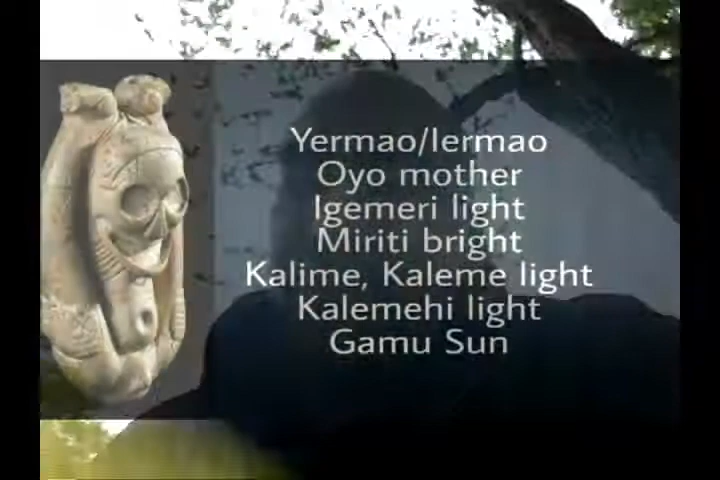 Yermao/Iermao
Oyo mother
Igemeri light
Miriti bright
Kalime, Kaleme light
Kalemehi light
Gamu Sun